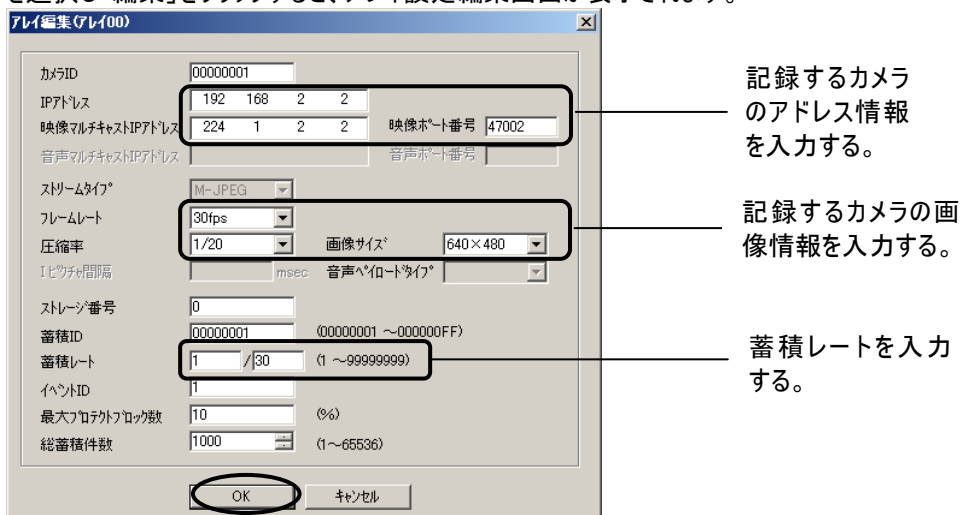 を選択し「編集」をクリックすると、アレイ設定編集画面が表示されます。
アレイ編集(アレイ00)
カメラID 00000001
IPアドレス 192 168 2 2
映像マルチキャストIPアドレス 224 1 2 2 映像ポート番号 47002
音声マルチキャストIPアドレス 音声ポート番号
ストリームタイプ M-JPEG
フレームレート 30fps
圧縮率 1/20 画像サイズ 640×480
Iピクチャ間隔 msec 音声ペイロードタイプ
ストレージ番号 0
蓄積ID 00000001 (00000001 ~000000FF)
蓄積レート 1 /30 (1 ~99999999)
イベントID 1
最大プロテクトブロック数 10 (%)
総蓄積件数 1000 (1~65536)
OK キャンセル
記録するカメラ
のアドレス情報
を入力する。
記録するカメラの画
像情報を入力する。
蓄積レートを入力
する。